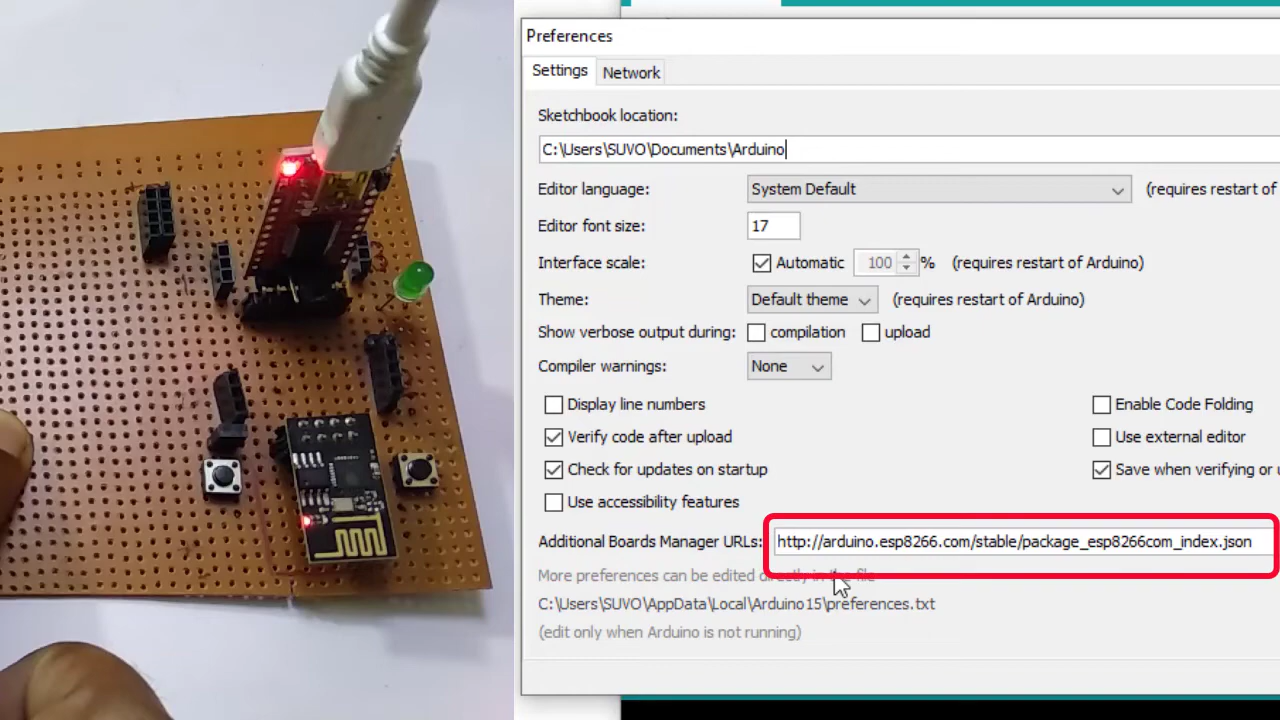 Preferences
Settings
Network
Sketchbook location:
C:\Users\SUVO\Documents\Arduino
Editor language: System Default (requires restart of
Editor font size: 17
Interface scale: Automatic 100 % (requires restart of Arduino)
Theme: Default theme (requires restart of Arduino)
Show verbose output during: compilation upload
Compiler warnings: None
Display line numbers Enable Code Folding
Verify code after upload Use external editor
Check for updates on startup Save when verifying or
Use accessibility features
Additional Boards Manager URLs: http://arduino.esp8266.com/stable/package_esp8266com_index.json
More preferences can be edited directly in the file
C:\Users\SUVO\AppData\Local\Arduino15\preferences.txt
(edit only when Arduino is not running)